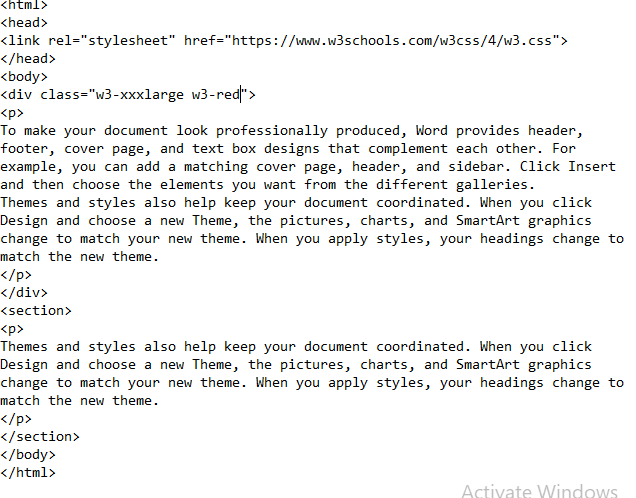 <html>
<head>
<link rel="stylesheet" href="https://www.w3schools.com/w3css/4/w3.css">
</head>
<body>
<div class="w3-xxxlarge w3-red">
<p>
To make your document look professionally produced, Word provides header,
footer, cover page, and text box designs that complement each other. For
example, you can add a matching cover page, header, and sidebar. Click Insert
and then choose the elements you want from the different galleries.
Themes and styles also help keep your document coordinated. When you click
Design and choose a new Theme, the pictures, charts, and SmartArt graphics
change to match your new theme. When you apply styles, your headings change to
match the new theme.
</p>
</div>
<section>
<p>
Themes and styles also help keep your document coordinated. When you click
Design and choose a new Theme, the pictures, charts, and SmartArt graphics
change to match your new theme. When you apply styles, your headings change to
match the new theme.
</p>
</section>
</body>
</html>
Activate Windows